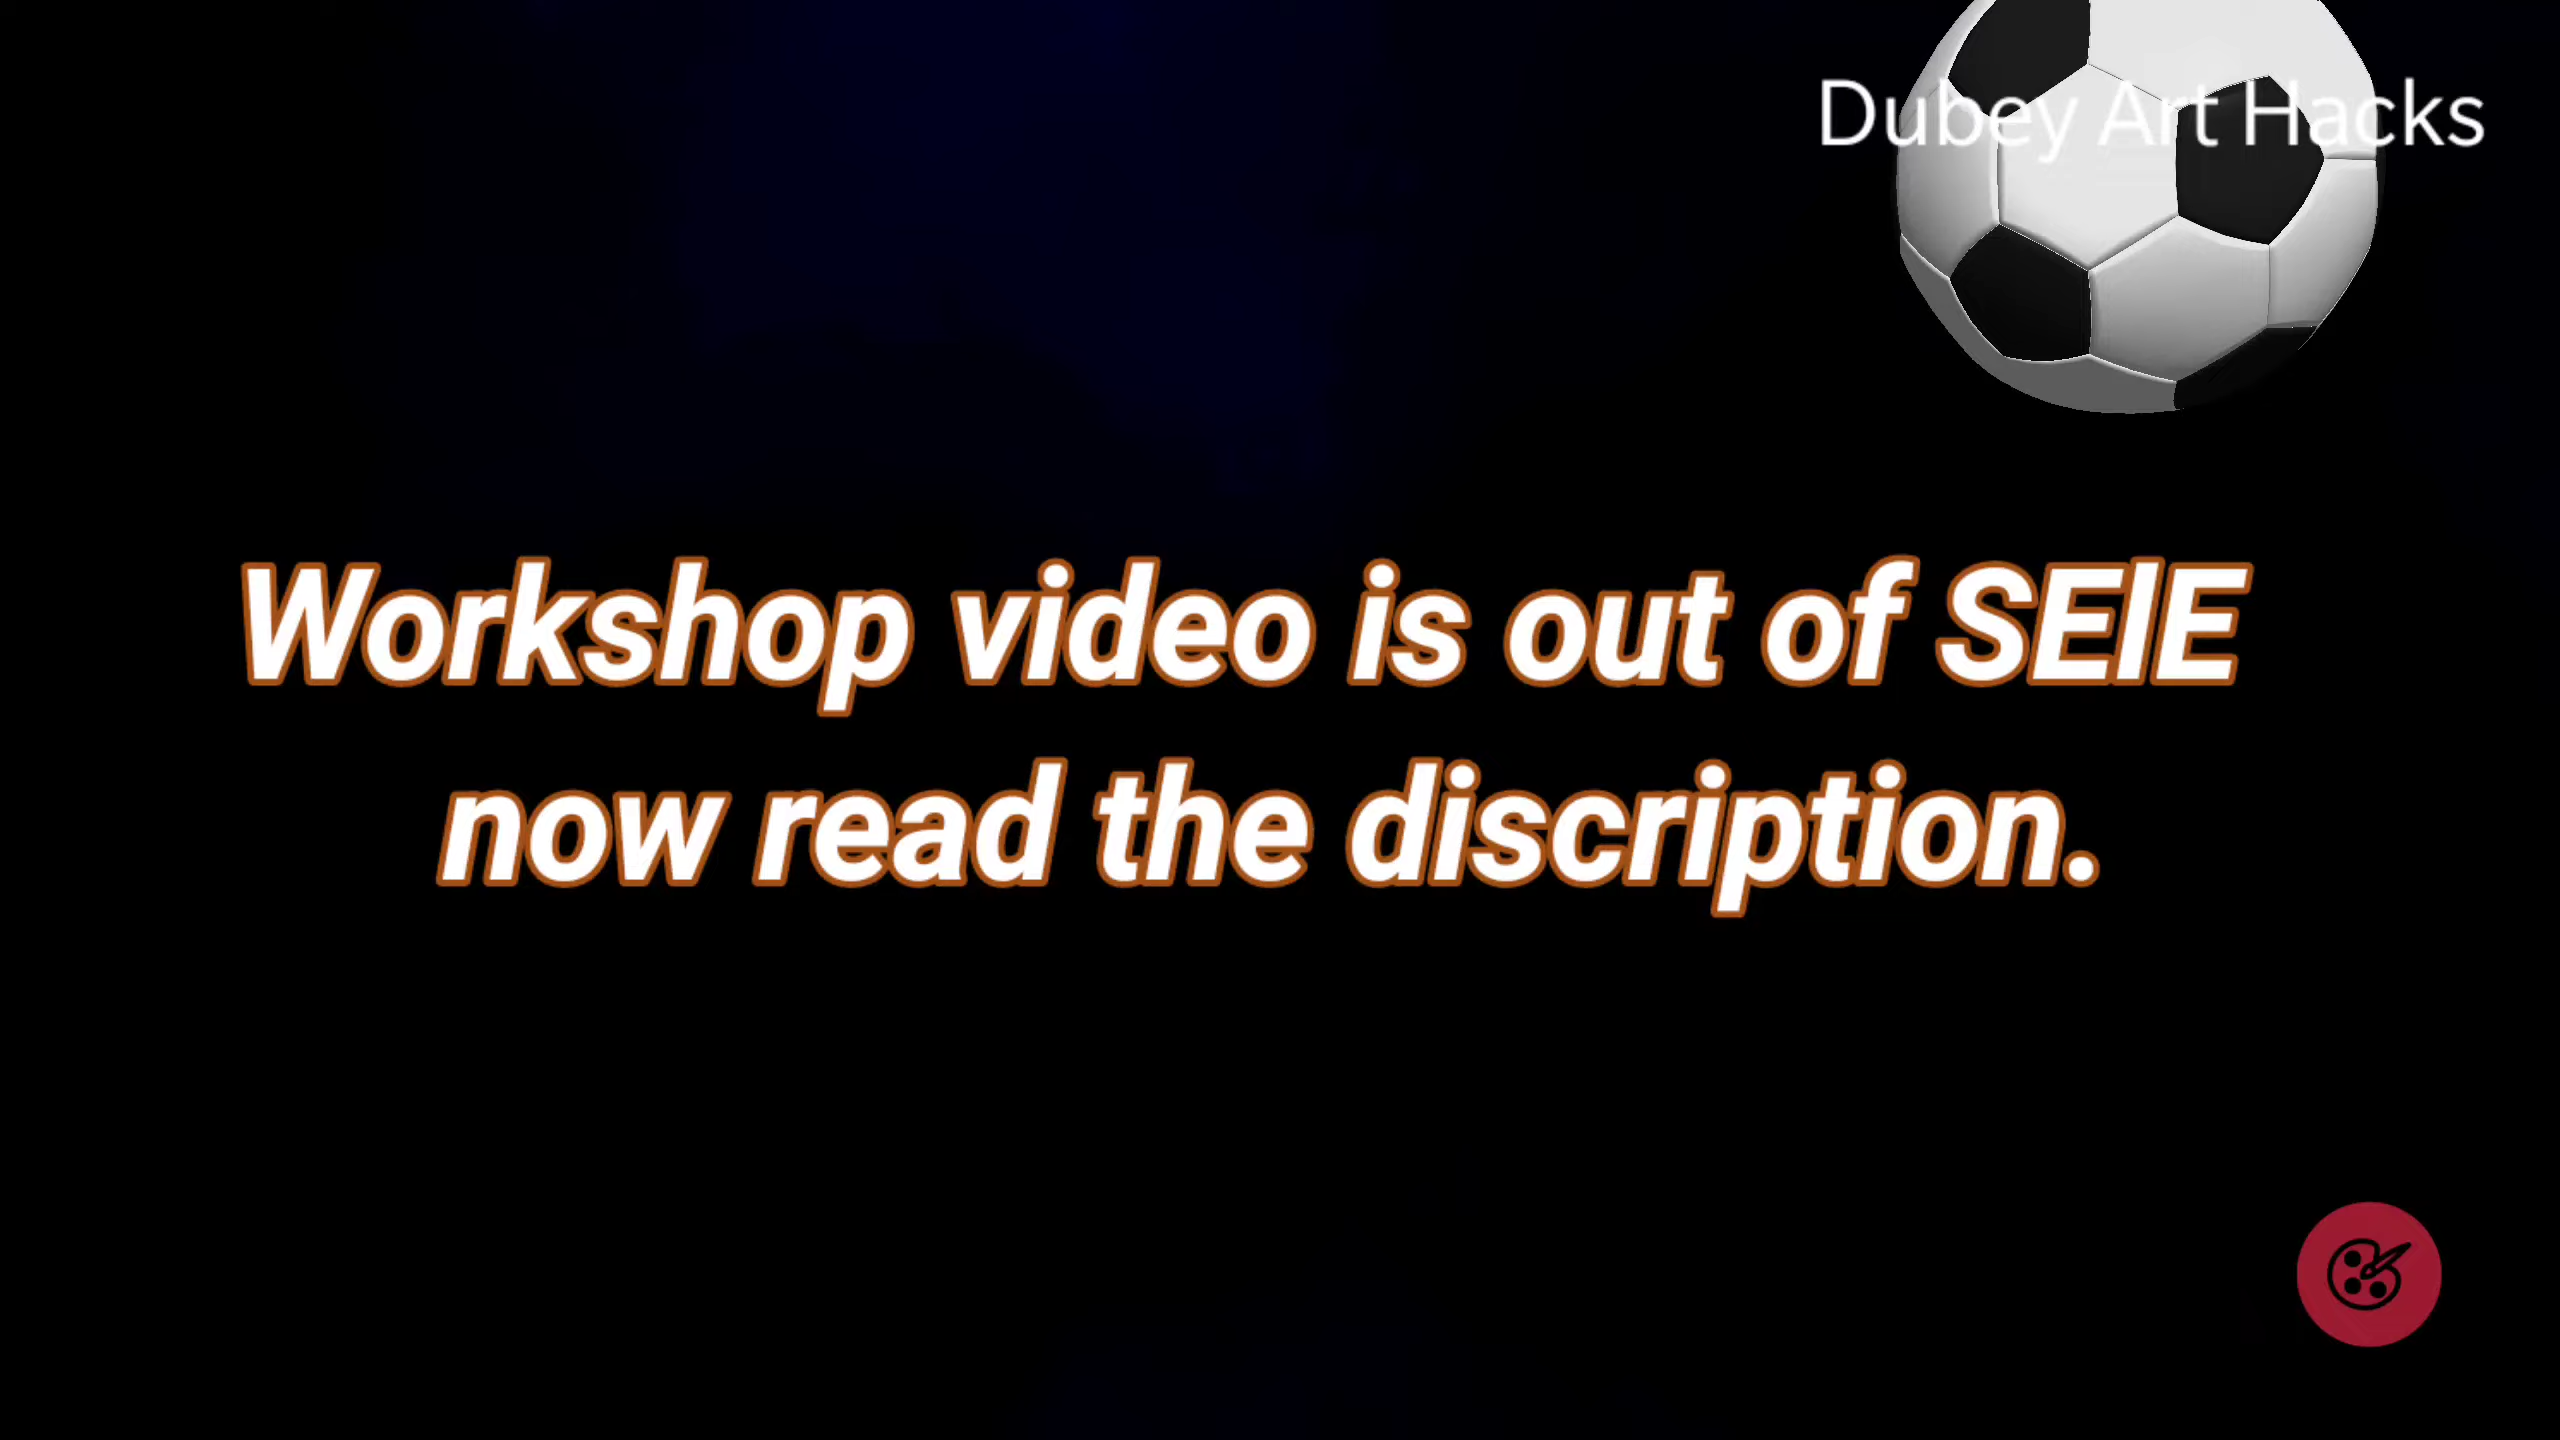 Dubey Art Hacks
Workshop video is out of SEIE
now read the discription.